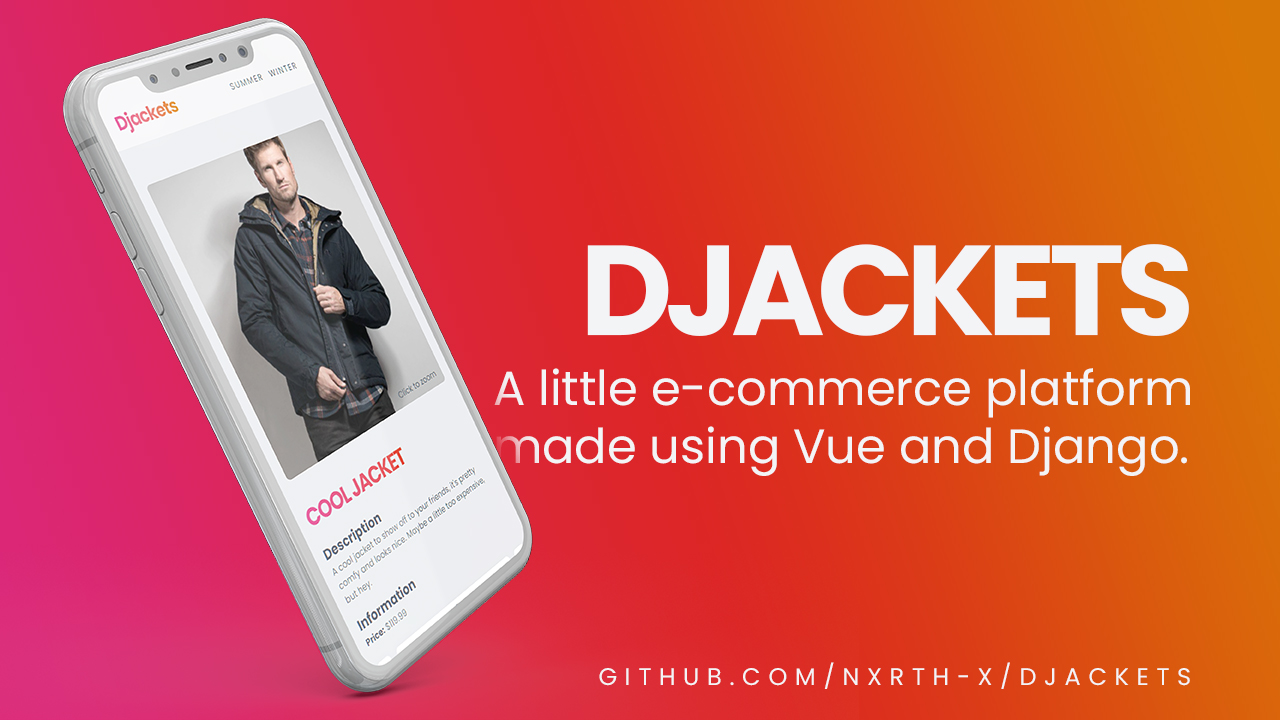 Djackets
SUMMER WINTER
Click to zoom
COOL JACKET
Description
A cool jacket to show off to your friends, it's pretty
comfy and looks nice. Maybe a little too expensive,
but hey.
Information
Price: $119.99
DJACKETS
A little e-commerce platform
made using Vue and Django.
GITHUB.COM/NXRTH-X/DJACKETS